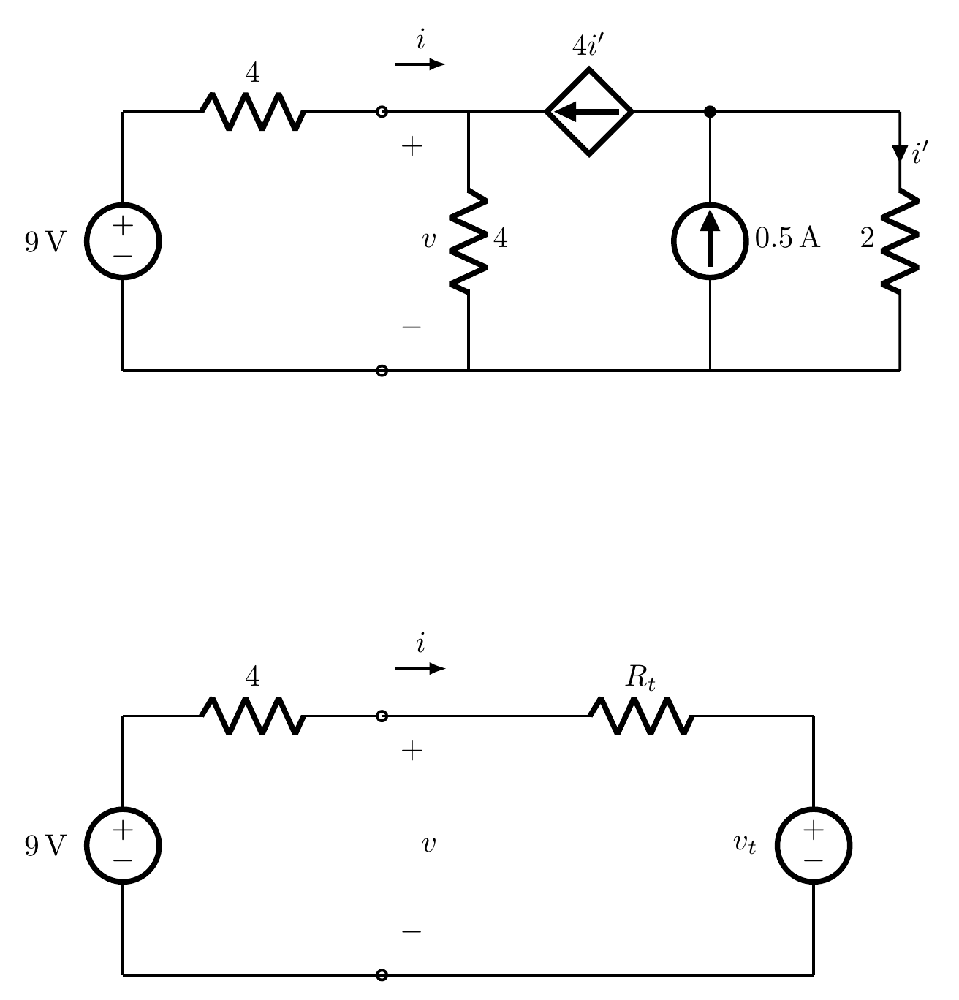 i
4i′
4
+
i′
+
−
9 V
v
4
0.5 A
2
−
i
4
R_t
+
+
−
9 V
v
+
−
v_t
−